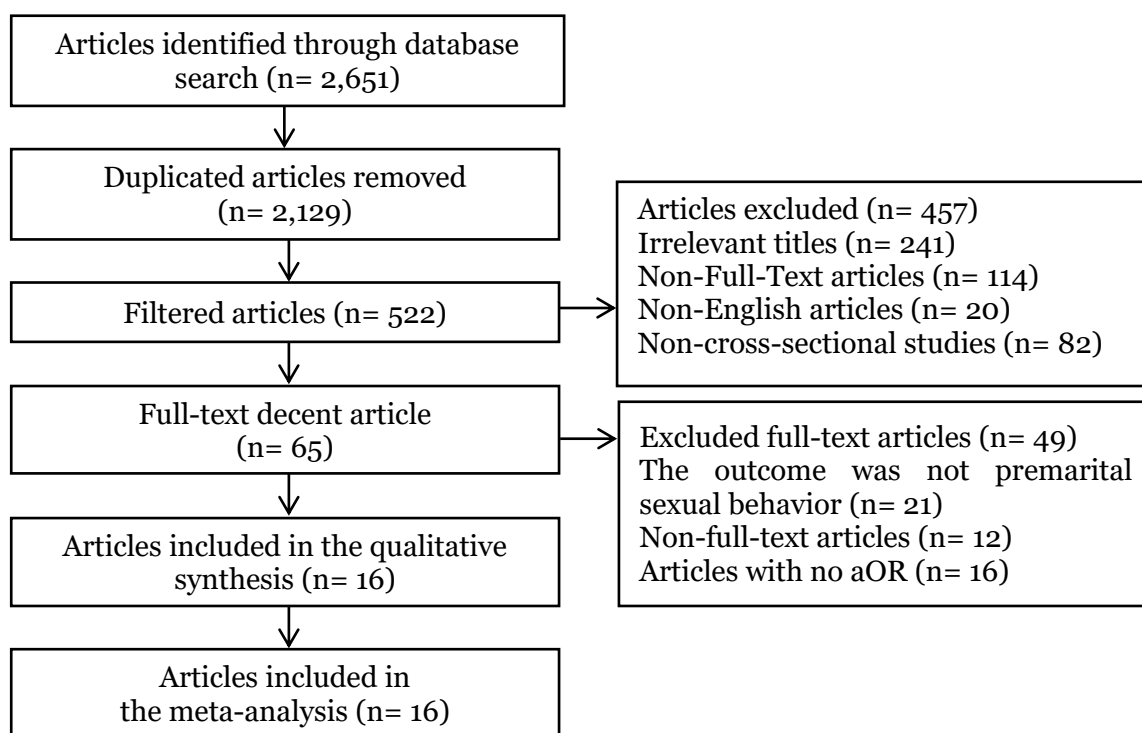 Articles identified through database
search (n= 2,651)
Duplicated articles removed
(n= 2,129)
Filtered articles (n= 522)
Articles excluded (n= 457)
Irrelevant titles (n= 241)
Non-Full-Text articles (n= 114)
Non-English articles (n= 20)
Non-cross-sectional studies (n= 82)
Full-text decent article
(n= 65)
Excluded full-text articles (n= 49)
The outcome was not premarital
sexual behavior (n= 21)
Non-full-text articles (n= 12)
Articles with no aOR (n= 16)
Articles included in the qualitative
synthesis (n= 16)
Articles included in
the meta-analysis (n= 16)